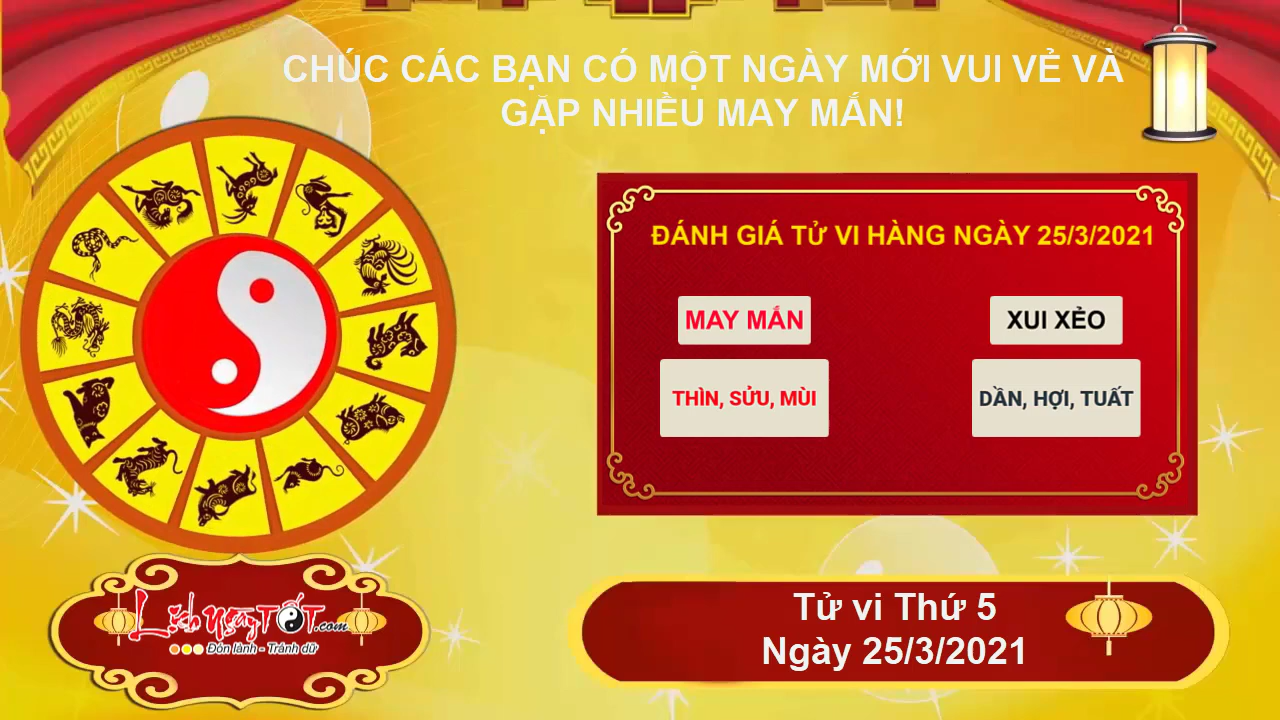 CHÚC CÁC BẠN CÓ MỘT NGÀY MỚI VUI VẺ VÀ
GẶP NHIỀU MAY MẮN!
ĐÁNH GIÁ TỬ VI HÀNG NGÀY 25/3/2021
MAY MẮN
XUI XẺO
THÌN, SỬU, MÙI
DẦN, HỢI, TUẤT
Lịch Ngày TỐT.com
Đón lành - Tránh dữ
Tử vi Thứ 5
Ngày 25/3/2021